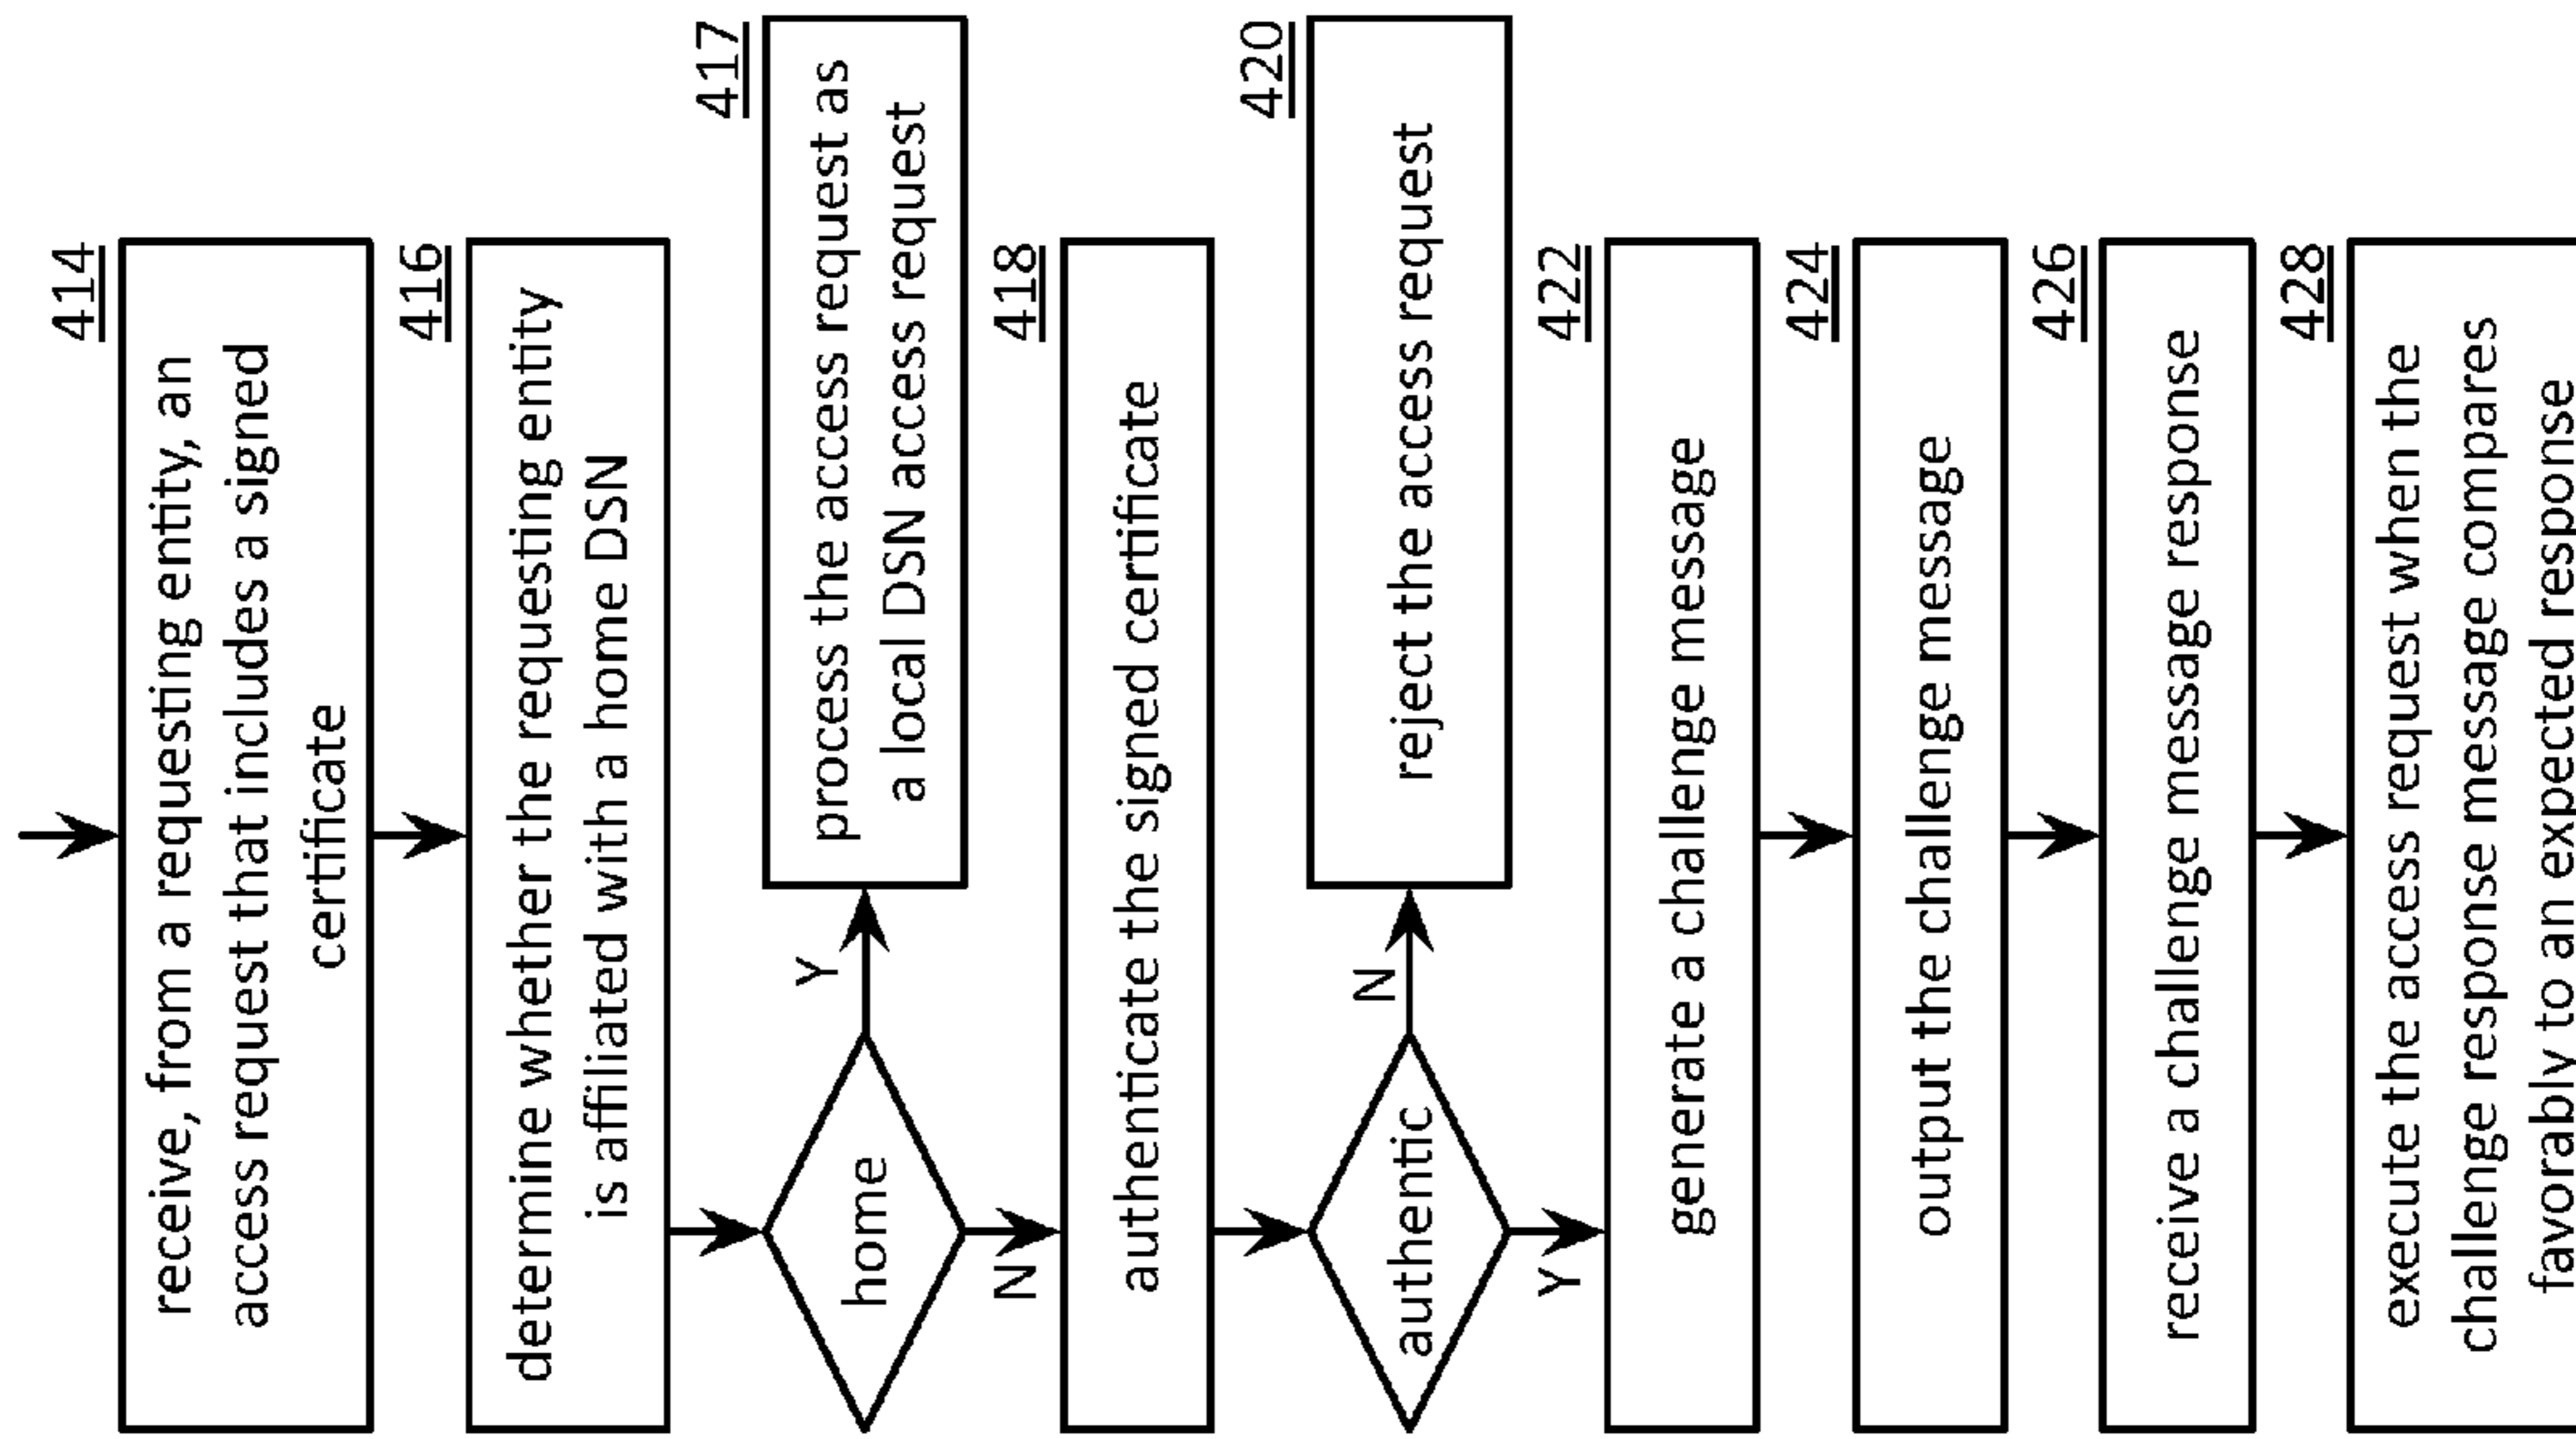 414
receive, from a requesting entity, an
access request that includes a signed
certificate
416
determine whether the requesting entity
is affiliated with a home DSN
home
Y
417
process the access request as
a local DSN access request
N
418
authenticate the signed certificate
authentic
N
420
reject the access request
Y
422
generate a challenge message
424
output the challenge message
426
receive a challenge message response
428
execute the access request when the
challenge response message compares
favorably to an expected response